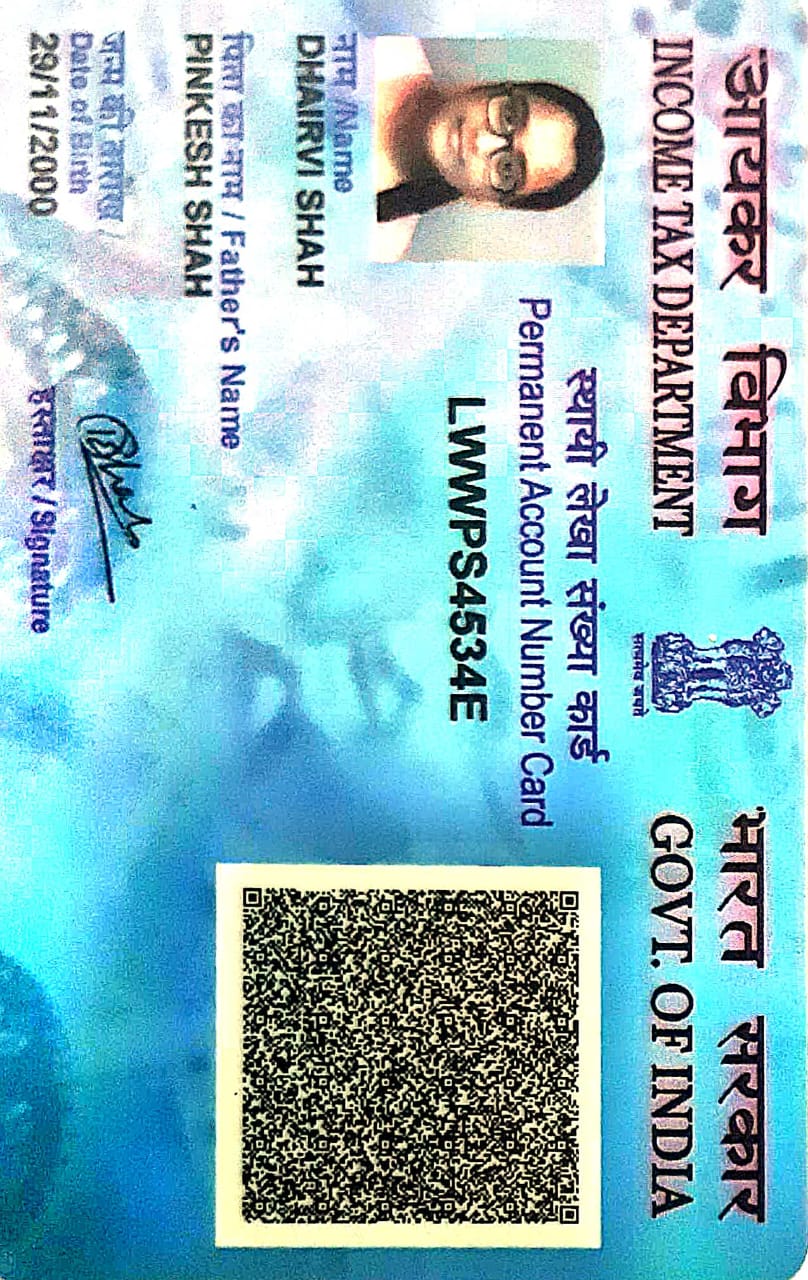 आयकर विभाग
INCOME TAX DEPARTMENT
सत्यमेव जयते
भारत सरकार
GOVT. OF INDIA
स्थायी लेखा संख्या कार्ड
Permanent Account Number Card
LWWPS4534E
नाम /Name
DHAIRVI SHAH
पिता का नाम / Father's Name
PINKESH SHAH
जन्म की तारीख /
Date of Birth
29/11/2000
हस्ताक्षर / Signature